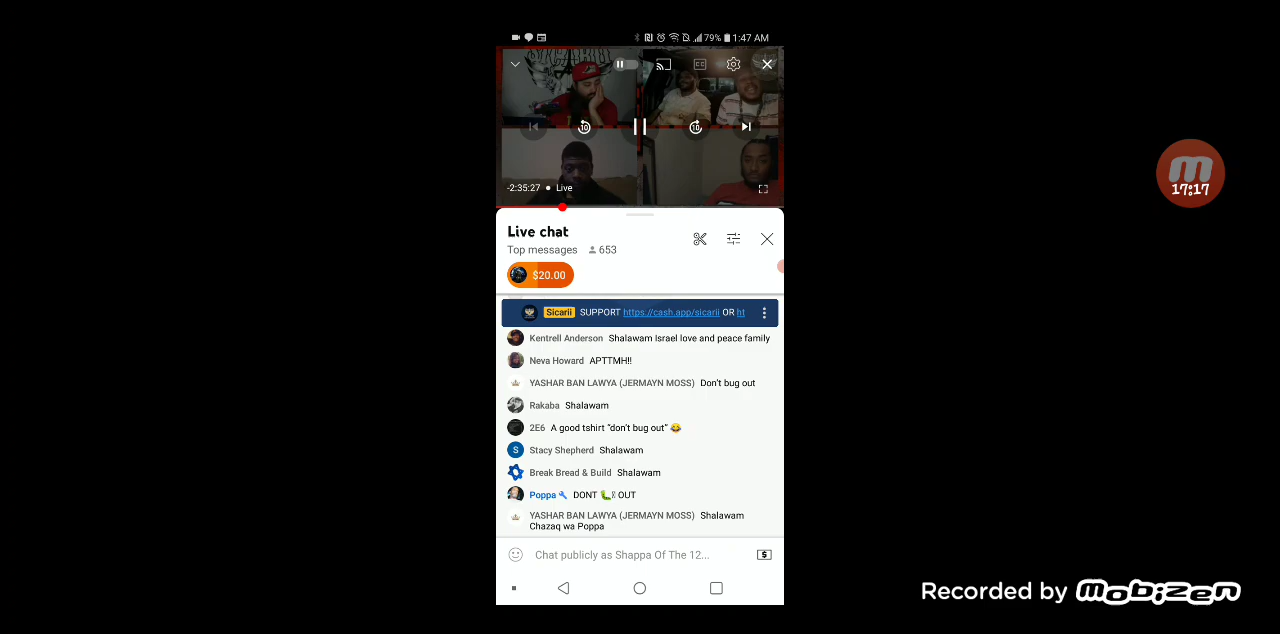 79% 1:47 AM
CC
10 10
-2:35:27 • Live
Live chat
Top messages 653
$20.00
Sicarii SUPPORT https://cash.app/sicarii OR ht
Kentrell Anderson Shalawam Israel love and peace family
Neva Howard APTTMH!!
YASHAR BAN LAWYA (JERMAYN MOSS) Don't bug out
Rakaba Shalawam
2E6 A good tshirt "don't bug out" 😂
S Stacy Shepherd Shalawam
Break Bread & Build Shalawam
Poppa 🔧 DONT 🐛 OUT
YASHAR BAN LAWYA (JERMAYN MOSS) Shalawam
Chazaq wa Poppa
Chat publicly as Shappa Of The 12...
$
m
17:17
Recorded by mobizen